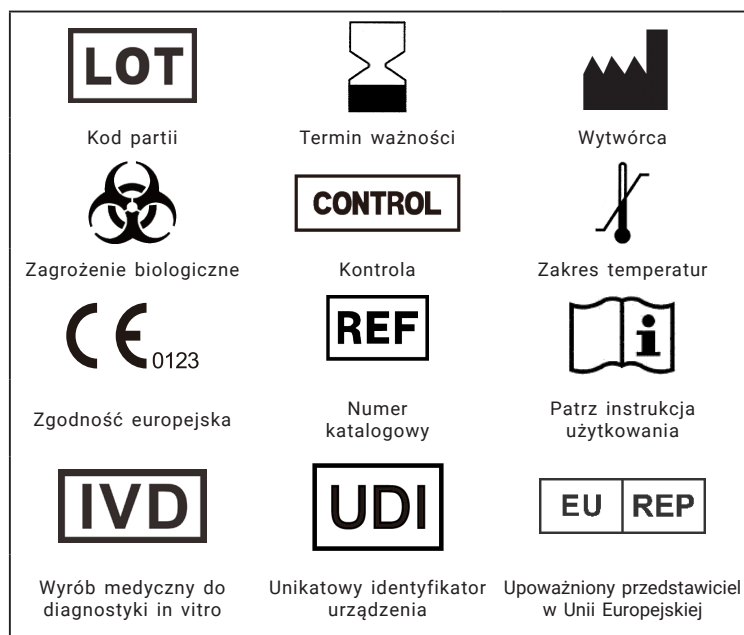 LOT
Kod partii
Termin ważności
Wytwórca
Zagrożenie biologiczne
CONTROL
Kontrola
Zakres temperatur
CE 0123
Zgodność europejska
REF
Numer
katalogowy
i
Patrz instrukcja
użytkowania
IVD
Wyrób medyczny do
diagnostyki in vitro
UDI
Unikatowy identyfikator
urządzenia
EU REP
Upoważniony przedstawiciel
w Unii Europejskiej